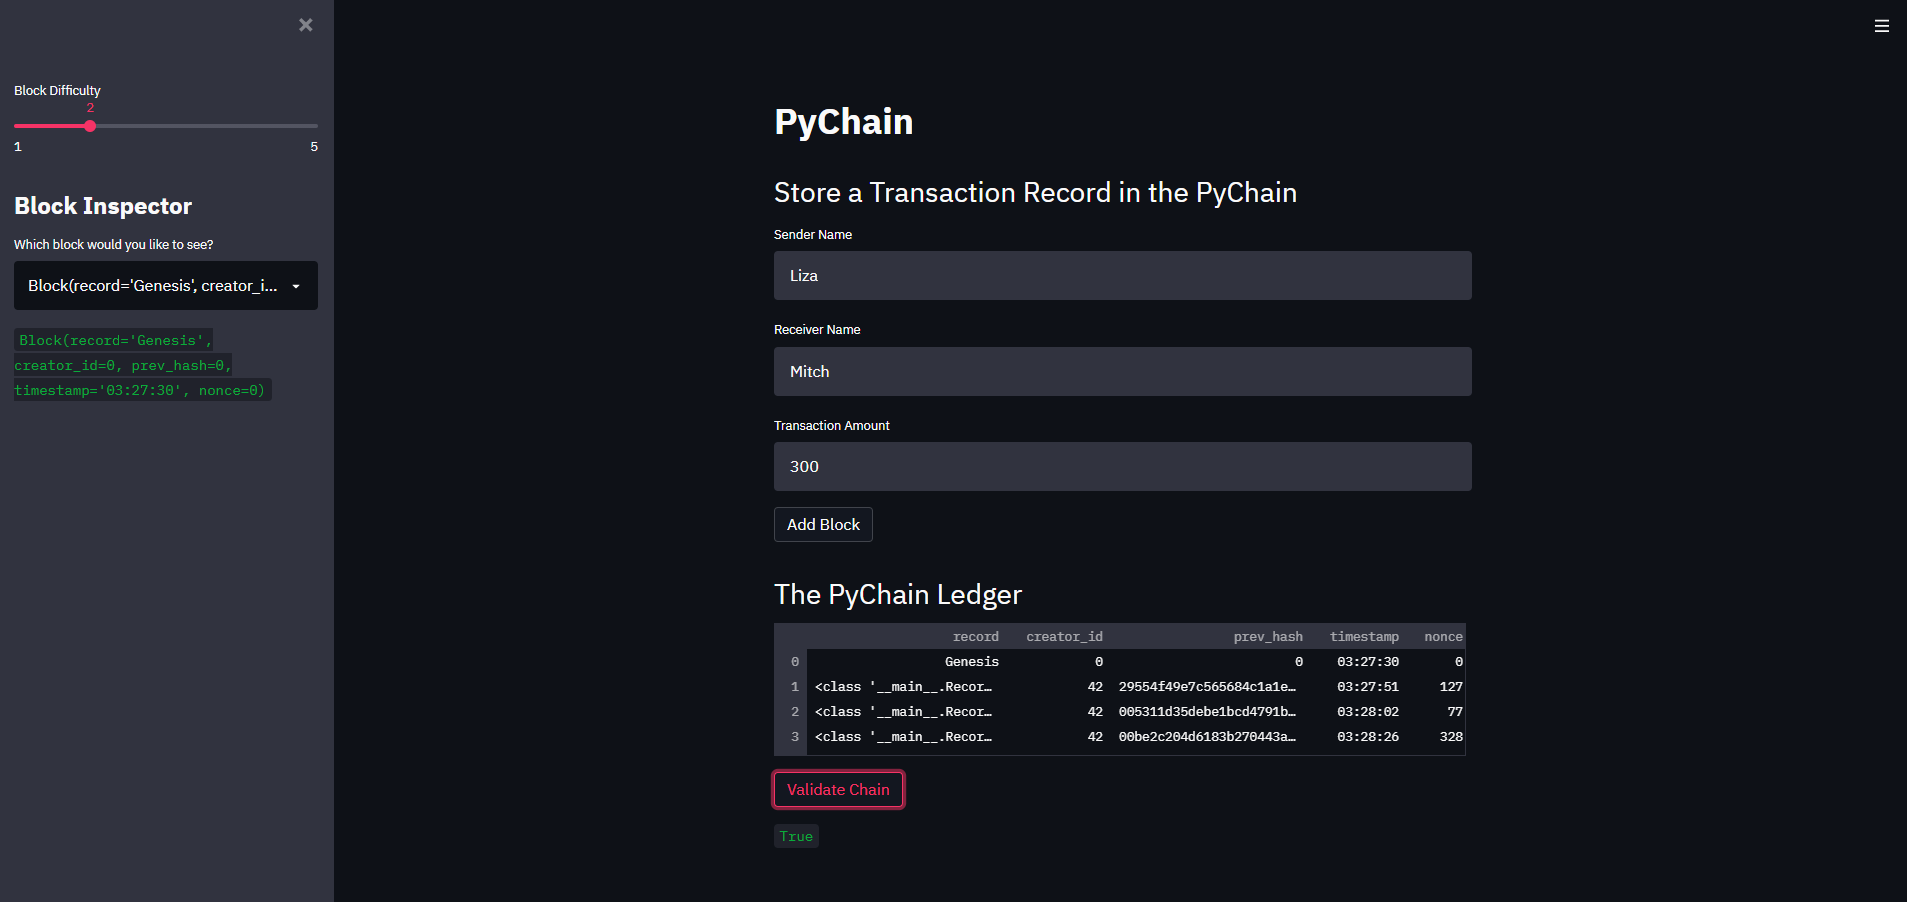 Block Difficulty
2
1 5
Block Inspector
Which block would you like to see?
Block(record='Genesis', creator_i...
Block(record='Genesis',
creator_id=0, prev_hash=0,
timestamp='03:27:30', nonce=0)
PyChain
Store a Transaction Record in the PyChain
Sender Name
Liza
Receiver Name
Mitch
Transaction Amount
300
Add Block
The PyChain Ledger
record creator_id prev_hash timestamp nonce
0 Genesis 0 0 03:27:30 0
1 <class '__main__.Recor… 42 29554f49e7c565684c1a1e… 03:27:51 127
2 <class '__main__.Recor… 42 005311d35debe1bcd4791b… 03:28:02 77
3 <class '__main__.Recor… 42 00be2c204d6183b270443a… 03:28:26 328
Validate Chain
True